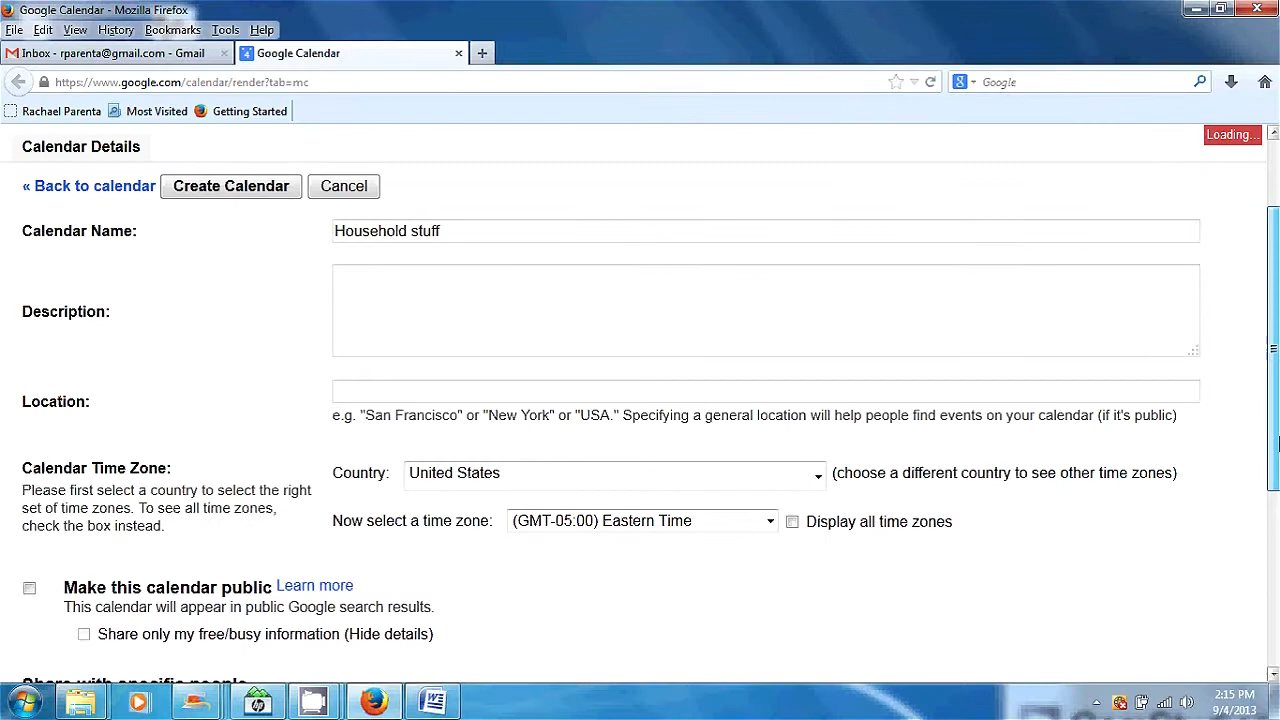 Google Calendar - Mozilla Firefox
File Edit View History Bookmarks Tools Help
Inbox - rparenta@gmail.com - Gmail × 4 Google Calendar × +
https://www.google.com/calendar/render?tab=mc Google
Rachael Parenta Most Visited Getting Started
Calendar Details Loading...
« Back to calendar Create Calendar Cancel
Calendar Name: Household stuff
Description:
Location:
e.g. "San Francisco" or "New York" or "USA." Specifying a general location will help people find events on your calendar (if it's public)
Calendar Time Zone: Country: United States (choose a different country to see other time zones)
Please first select a country to select the right
set of time zones. To see all time zones,
check the box instead.
Now select a time zone: (GMT-05:00) Eastern Time Display all time zones
Make this calendar public Learn more
This calendar will appear in public Google search results.
Share only my free/busy information (Hide details)
Share with specific people
2:15 PM
9/4/2013